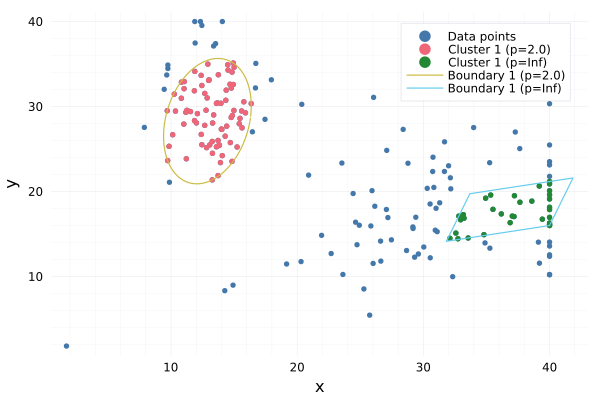 40
30
20
10
y
10
20
30
40
x
Data points
Cluster 1 (p=2.0)
Cluster 1 (p=Inf)
Boundary 1 (p=2.0)
Boundary 1 (p=Inf)